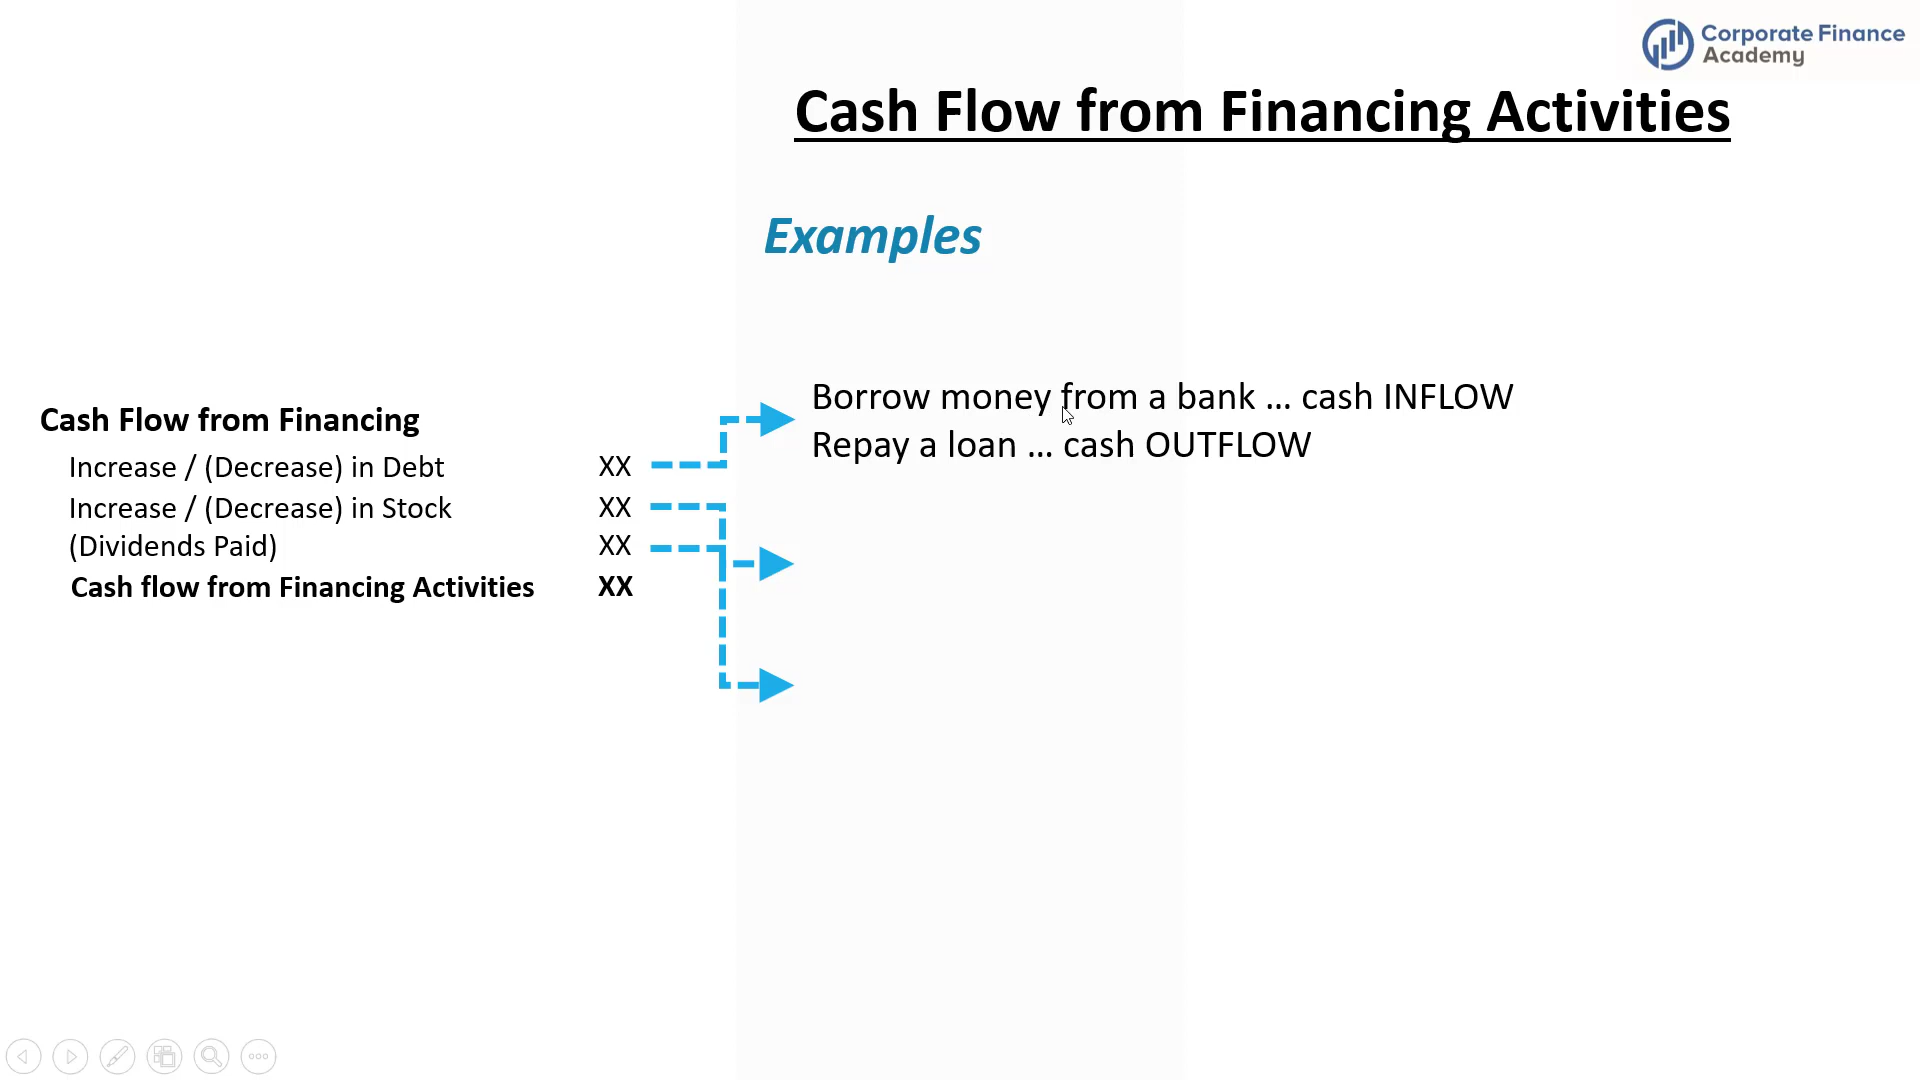 Corporate Finance
Academy
Cash Flow from Financing Activities
Examples
Borrow money from a bank ... cash INFLOW
Repay a loan ... cash OUTFLOW
Cash Flow from Financing
Increase / (Decrease) in Debt XX
Increase / (Decrease) in Stock XX
(Dividends Paid) XX
Cash flow from Financing Activities XX